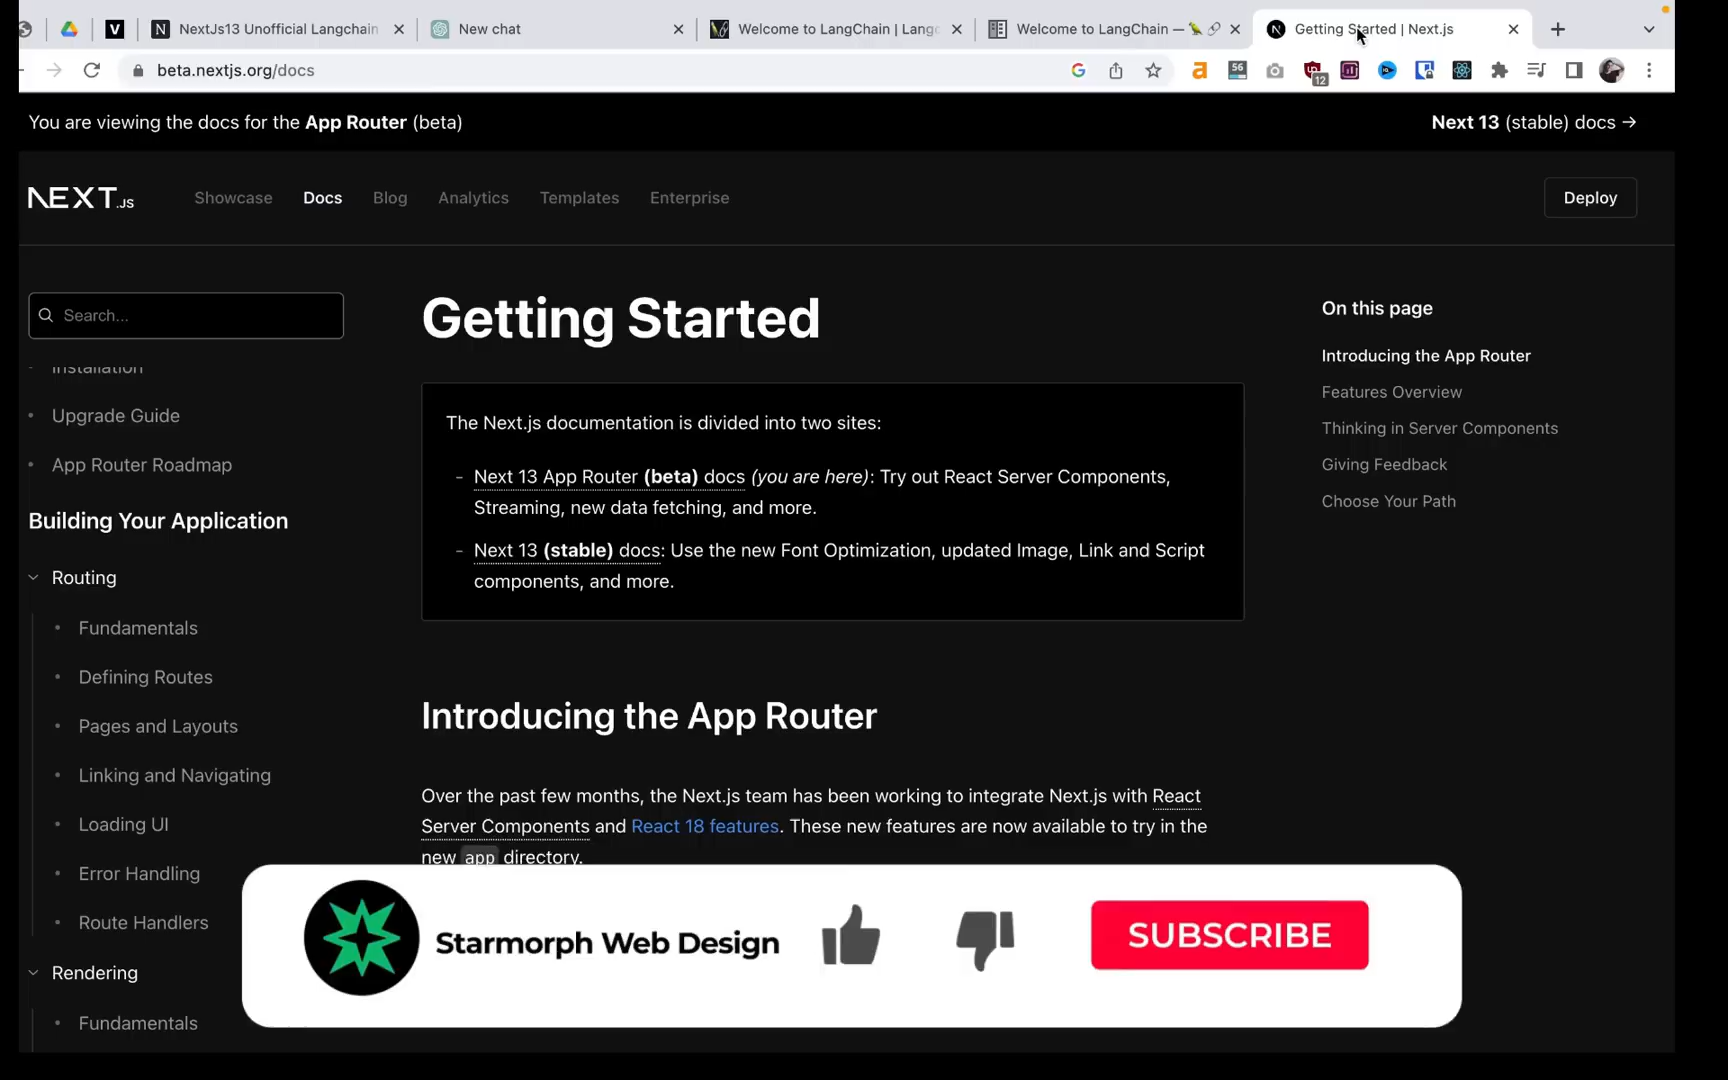 NextJs13 Unofficial Langchain
New chat
Welcome to LangChain | Lang
Welcome to LangChain —
Getting Started | Next.js
beta.nextjs.org/docs
56
12
You are viewing the docs for the App Router (beta)
Next 13 (stable) docs →
NEXT.JS
Showcase
Docs
Blog
Analytics
Templates
Enterprise
Deploy
Search...
Installation
Upgrade Guide
App Router Roadmap
Building Your Application
Routing
Fundamentals
Defining Routes
Pages and Layouts
Linking and Navigating
Loading UI
Error Handling
Route Handlers
Rendering
Fundamentals
Getting Started
The Next.js documentation is divided into two sites:
- Next 13 App Router (beta) docs (you are here): Try out React Server Components,
Streaming, new data fetching, and more.
- Next 13 (stable) docs: Use the new Font Optimization, updated Image, Link and Script
components, and more.
Introducing the App Router
Over the past few months, the Next.js team has been working to integrate Next.js with React
Server Components and React 18 features. These new features are now available to try in the
new app directory.
On this page
Introducing the App Router
Features Overview
Thinking in Server Components
Giving Feedback
Choose Your Path
Starmorph Web Design
SUBSCRIBE